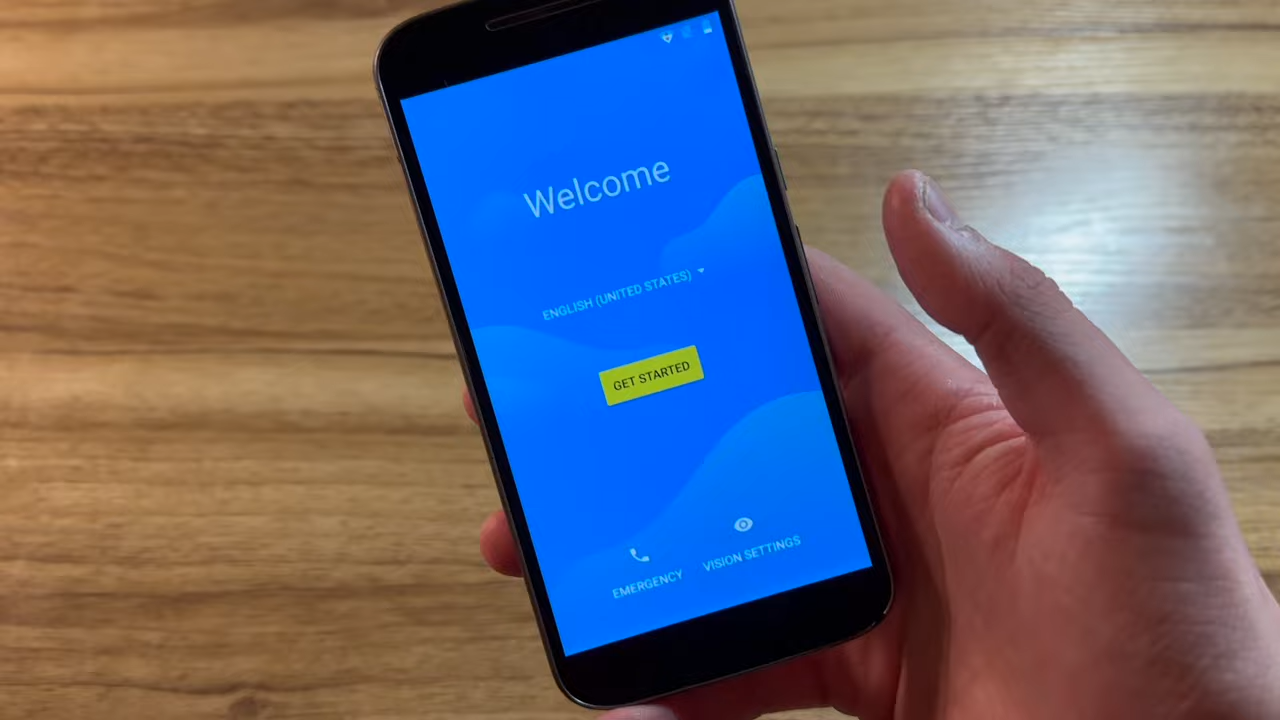 Welcome
ENGLISH (UNITED STATES)
GET STARTED
EMERGENCY
VISION SETTINGS